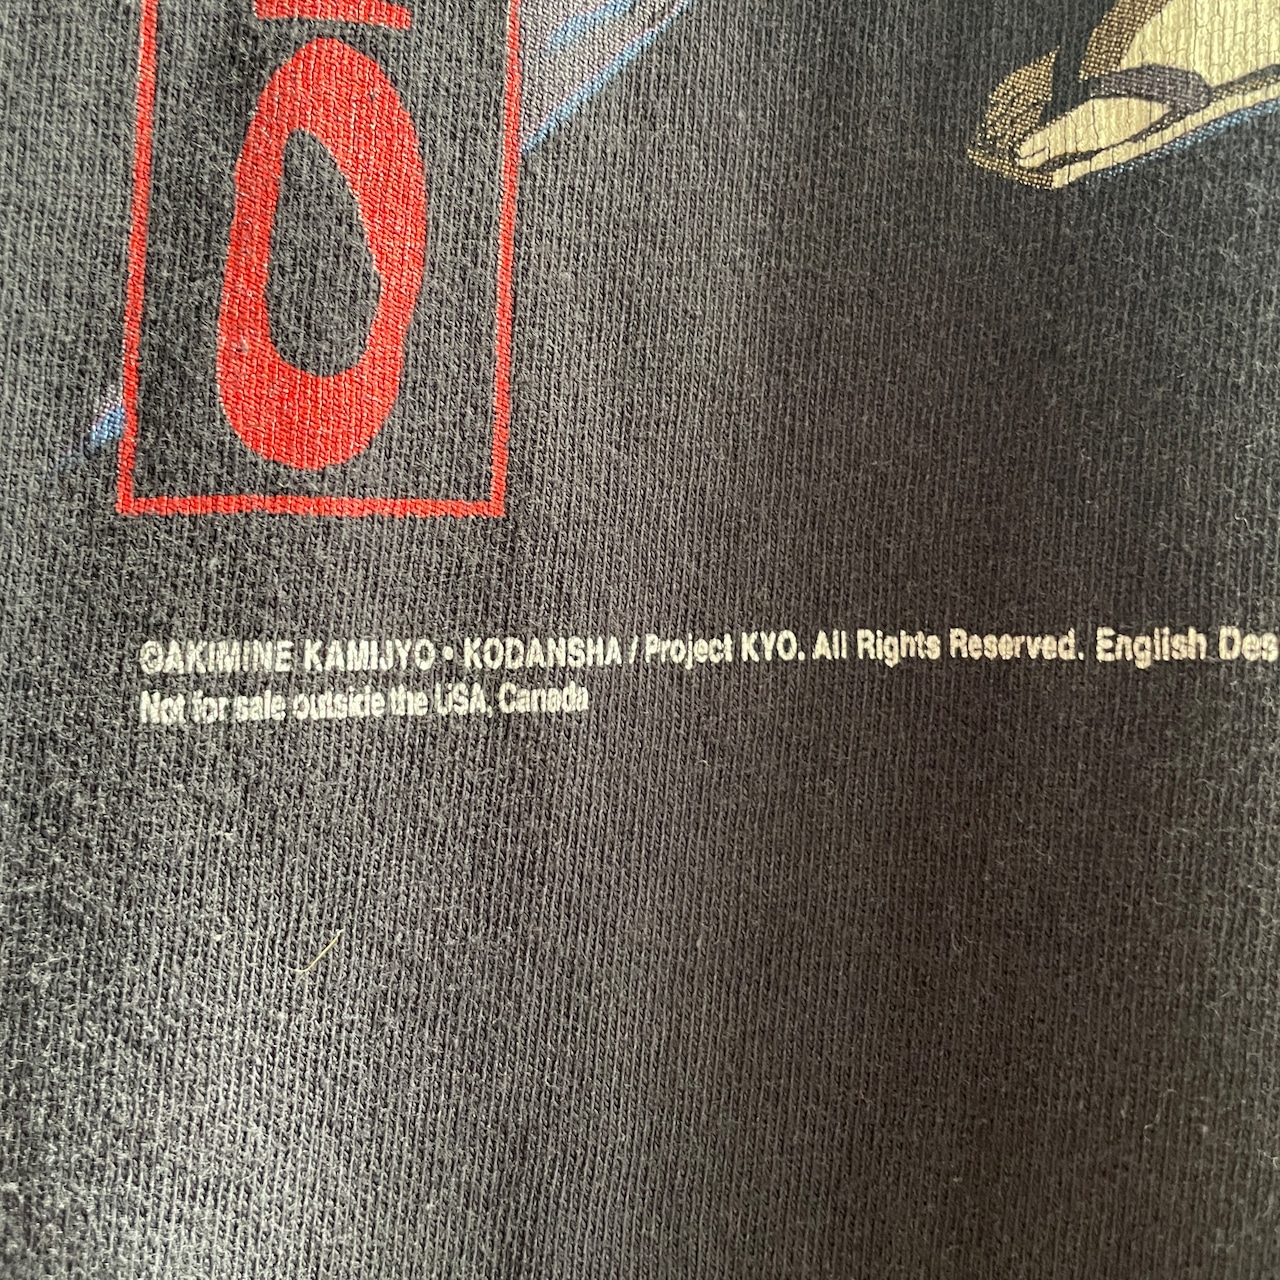 O
©AKIMINE KAMIJYO • KODANSHA / Project KYO. All Rights Reserved. English Des
Not for sale outside the USA, Canada